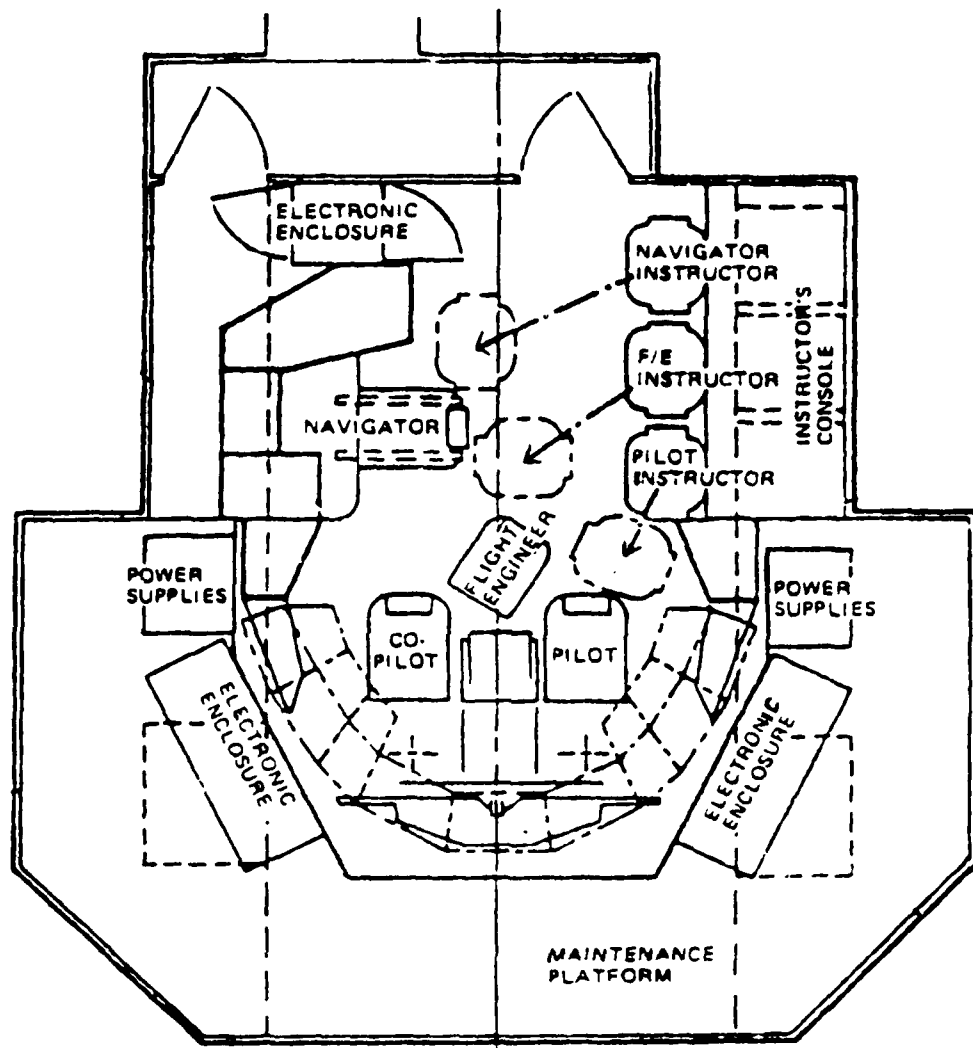 ELECTRONIC
ENCLOSURE
NAVIGATOR
INSTRUCTOR
F/E
INSTRUCTOR
INSTRUCTOR'S
CONSOLE
NAVIGATOR
PILOT
INSTRUCTOR
FLIGHT
ENGINEER
POWER
SUPPLIES
POWER
SUPPLIES
CO-
PILOT
PILOT
ELECTRONIC
ENCLOSURE
ELECTRONIC
ENCLOSURE
MAINTENANCE
PLATFORM